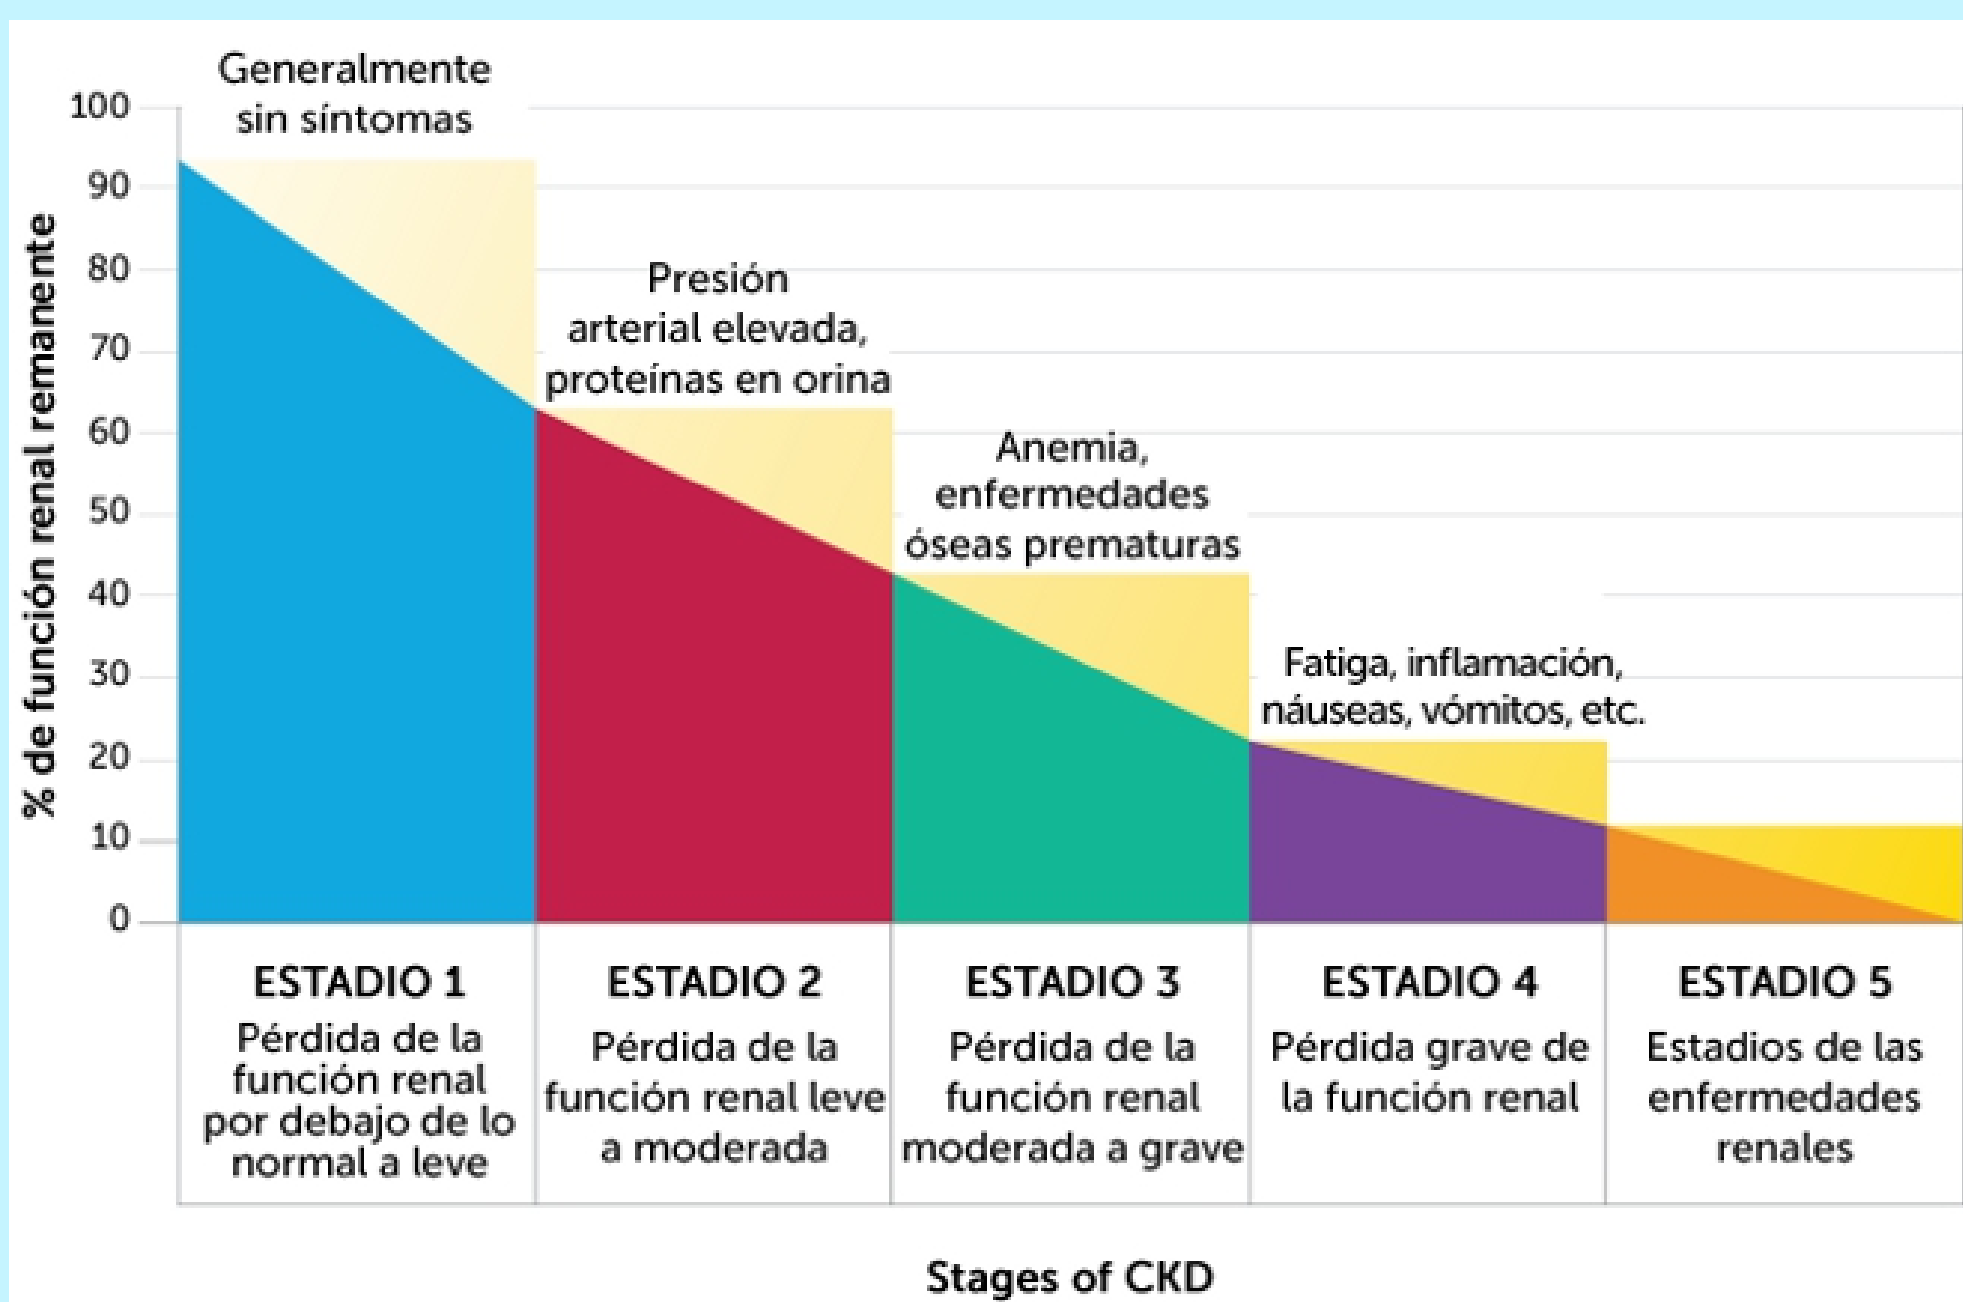 Generalmente
sin síntomas
100
90
80
70
60
50
40
30
20
10
0
% de función renal remanente
Presión
arterial elevada,
proteínas en orina
Anemia,
enfermedades
óseas prematuras
Fatiga, inflamación,
náuseas, vómitos, etc.
ESTADIO 1
Pérdida de la
función renal
por debajo de lo
normal a leve
ESTADIO 2
Pérdida de la
función renal leve
a moderada
ESTADIO 3
Pérdida de la
función renal
moderada a grave
ESTADIO 4
Pérdida grave de
la función renal
ESTADIO 5
Estadios de las
enfermedades
renales
Stages of CKD